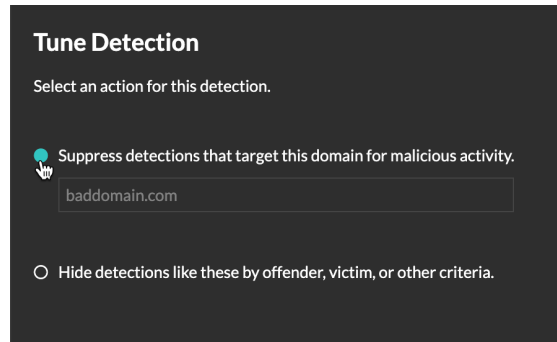 Tune Detection
Select an action for this detection.
Suppress detections that target this domain for malicious activity.
baddomain.com
Hide detections like these by offender, victim, or other criteria.